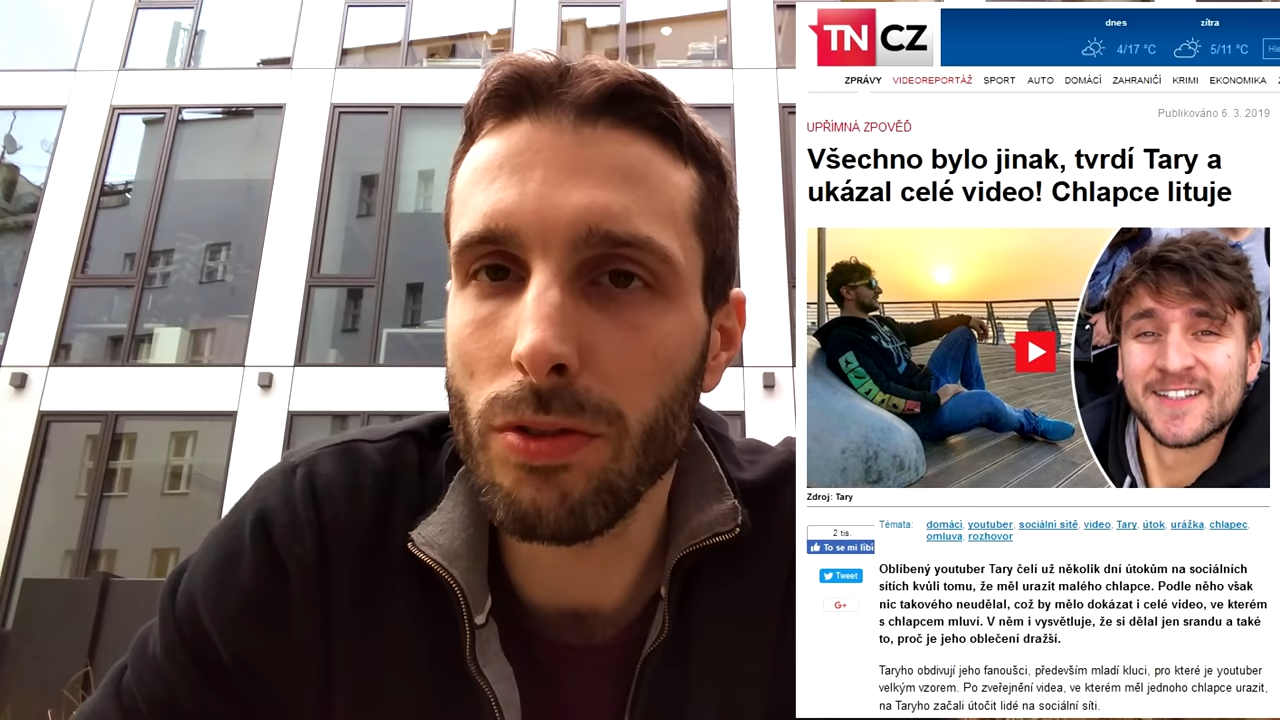 TN CZ
dnes
zítra
4/17 °C
5/11 °C
ZPRÁVY VIDEOREPORTÁŽ SPORT AUTO DOMÁCÍ ZAHRANIČÍ KRIMI EKONOMIKA
Publikováno 6. 3. 2019
UPŘÍMNÁ ZPOVĚĎ
Všechno bylo jinak, tvrdí Tary a
ukázal celé video! Chlapce lituje
Zdroj: Tary
2 tis.
To se mi líbí
Tweet
G+
Témata: domácí, youtuber, sociální sítě, video, Tary, útok, urážka, chlapec,
omluva, rozhovor
Oblíbený youtuber Tary čelí už několik dní útokům na sociálních
sítích kvůli tomu, že měl urazit malého chlapce. Podle něho však
nic takového neudělal, což by mělo dokázat i celé video, ve kterém
s chlapcem mluví. V něm i vysvětluje, že si dělal jen srandu a také
to, proč je jeho oblečení dražší.
Taryho obdivují jeho fanoušci, především mladí kluci, pro které je youtuber
velkým vzorem. Po zveřejnění videa, ve kterém měl jednoho chlapce urazit,
na Taryho začali útočit lidé na sociální síti.